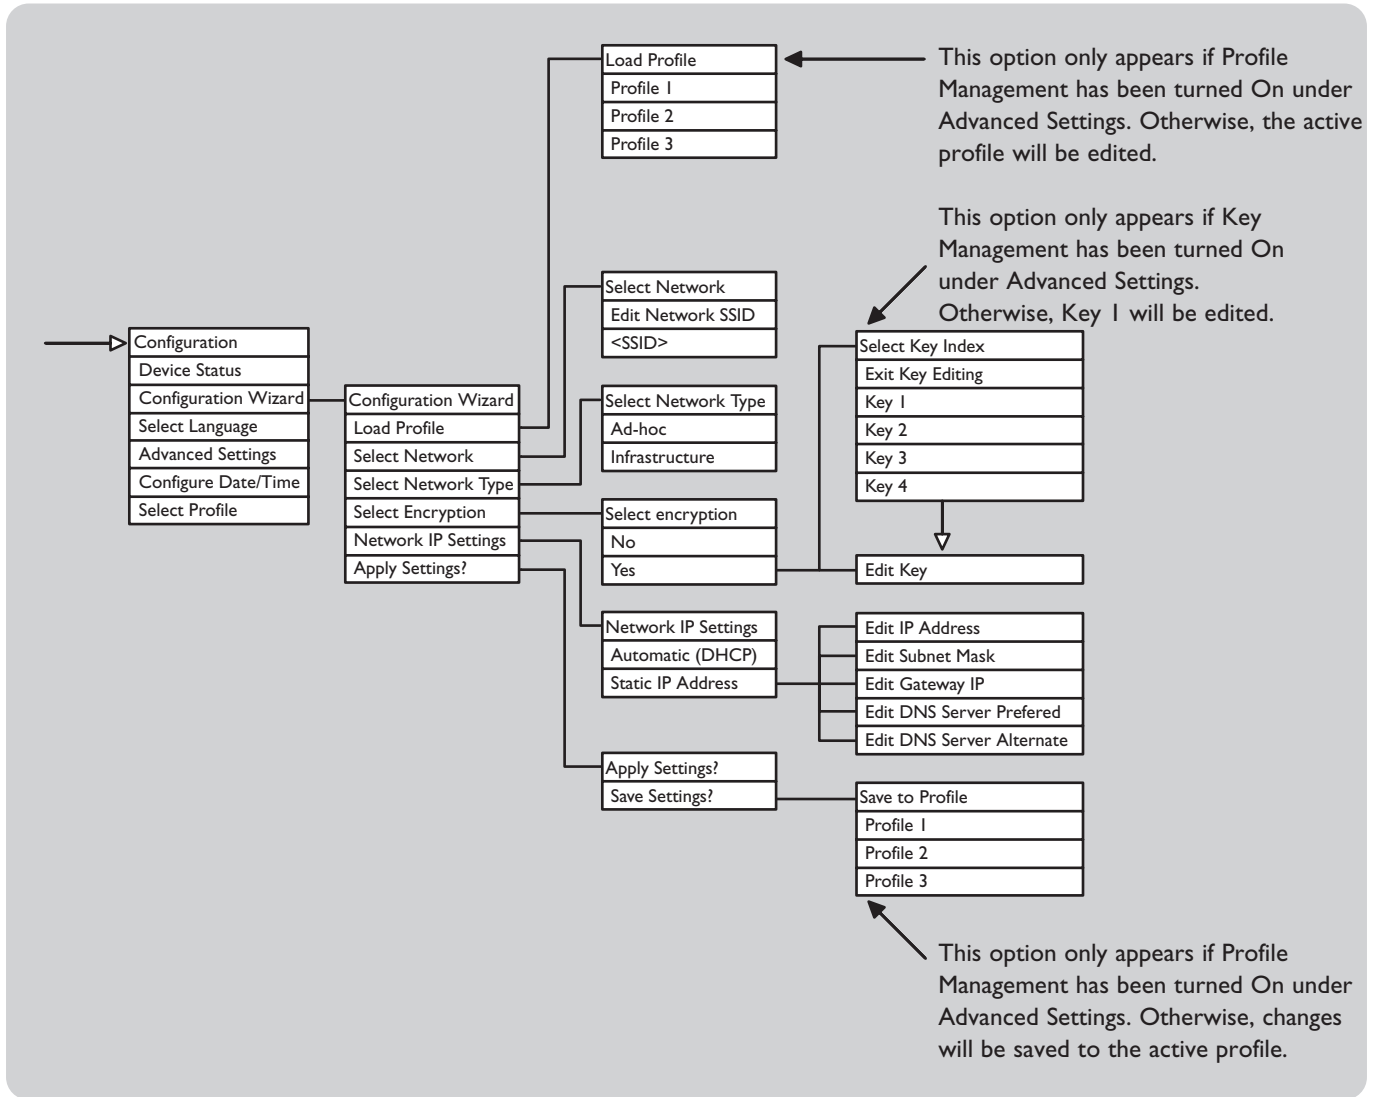 Load Profile
Profile 1
Profile 2
Profile 3
This option only appears if Profile
Management has been turned On under
Advanced Settings. Otherwise, the active
profile will be edited.
This option only appears if Key
Management has been turned On
under Advanced Settings.
Otherwise, Key 1 will be edited.
Configuration
Device Status
Configuration Wizard
Select Language
Advanced Settings
Configure Date/Time
Select Profile
Configuration Wizard
Load Profile
Select Network
Select Network Type
Select Encryption
Network IP Settings
Apply Settings?
Select Network
Edit Network SSID
<SSID>
Select Network Type
Ad-hoc
Infrastructure
Select encryption
No
Yes
Select Key Index
Exit Key Editing
Key 1
Key 2
Key 3
Key 4
Edit Key
Network IP Settings
Automatic (DHCP)
Static IP Address
Edit IP Address
Edit Subnet Mask
Edit Gateway IP
Edit DNS Server Prefered
Edit DNS Server Alternate
Apply Settings?
Save Settings?
Save to Profile
Profile 1
Profile 2
Profile 3
This option only appears if Profile
Management has been turned On under
Advanced Settings. Otherwise, changes
will be saved to the active profile.